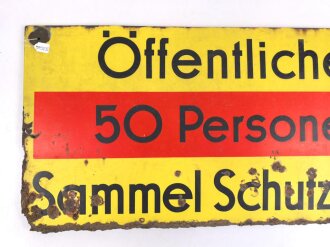 Öffentliche
50 Persone
Sammel Schutz